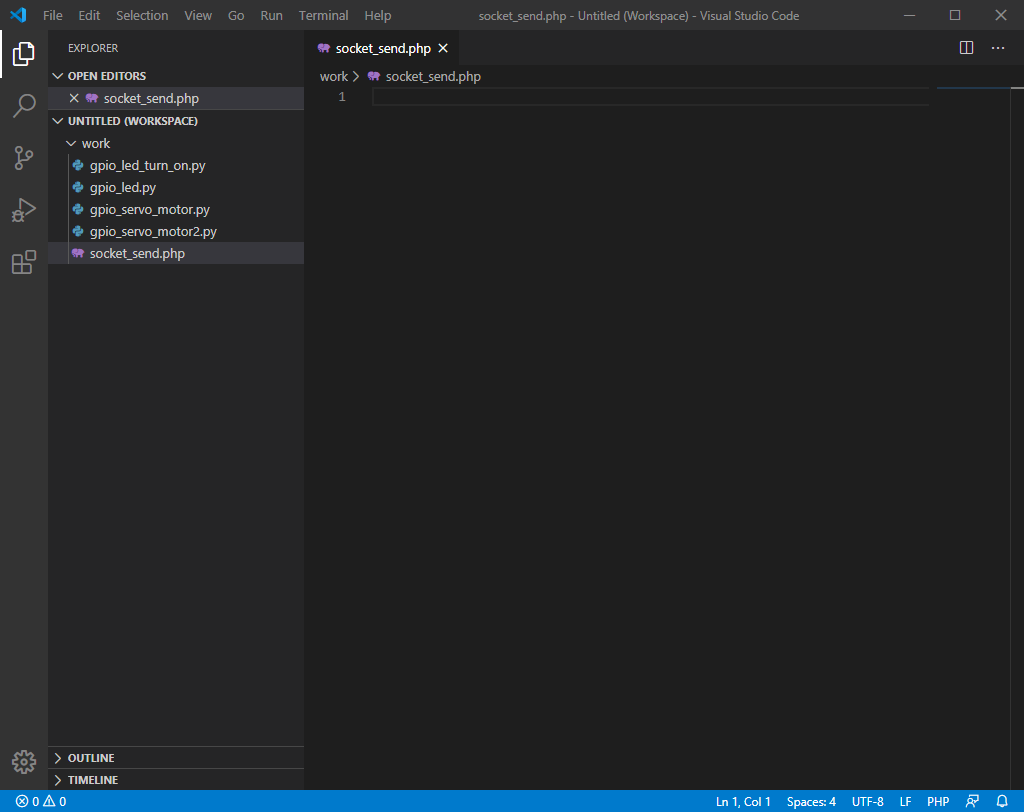 File Edit Selection View Go Run Terminal Help socket_send.php - Untitled (Workspace) - Visual Studio Code
EXPLORER
OPEN EDITORS
socket_send.php
UNTITLED (WORKSPACE)
work
gpio_led_turn_on.py
gpio_led.py
gpio_servo_motor.py
gpio_servo_motor2.py
socket_send.php
OUTLINE
TIMELINE
socket_send.php
work > socket_send.php
1
0 0 Ln 1, Col 1 Spaces: 4 UTF-8 LF PHP